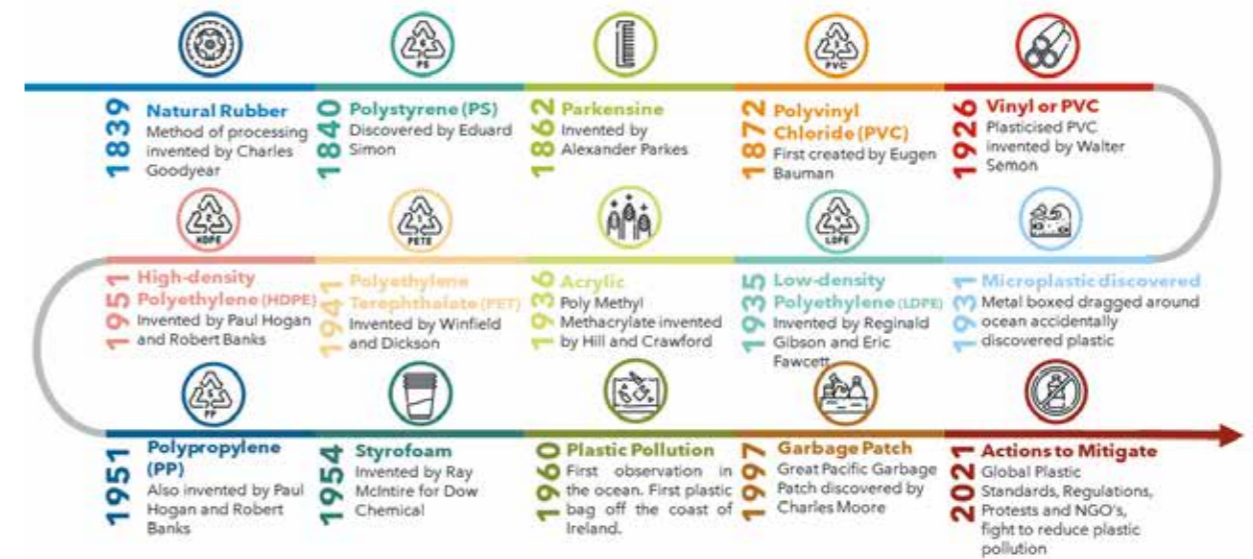 PS
PVC
1839
Natural Rubber
Method of processing
invented by Charles
Goodyear
1840
Polystyrene (PS)
Discovered by Eduard
Simon
1862
Parkensine
Invented by
Alexander Parkes
1872
Polyvinyl
Chloride (PVC)
First created by Eugen
Bauman
1926
Vinyl or PVC
Plasticised PVC
invented by Walter
Semon
HDPE
PETE
LDPE
1951
High-density
Polyethylene (HDPE)
Invented by Paul Hogan
and Robert Banks
1941
Polyethylene
Terephthalate (PET)
Invented by Winfield
and Dickson
1936
Acrylic
Poly Methyl
Methacrylate invented
by Hill and Crawford
1935
Low-density
Polyethylene (LDPE)
Invented by Reginald
Gibson and Eric
Fawcett
1931
Microplastic discovered
Metal boxed dragged around
ocean accidentally
discovered plastic
PP
1951
Polypropylene
(PP)
Also invented by Paul
Hogan and Robert
Banks
1954
Styrofoam
Invented by Ray
McIntire for Dow
Chemical
1960
Plastic Pollution
First observation in
the ocean. First plastic
bag off the coast of
Ireland.
1997
Garbage Patch
Great Pacific Garbage
Patch discovered by
Charles Moore
2021
Actions to Mitigate
Global Plastic
Standards, Regulations,
Protests and NGO's,
fight to reduce plastic
pollution